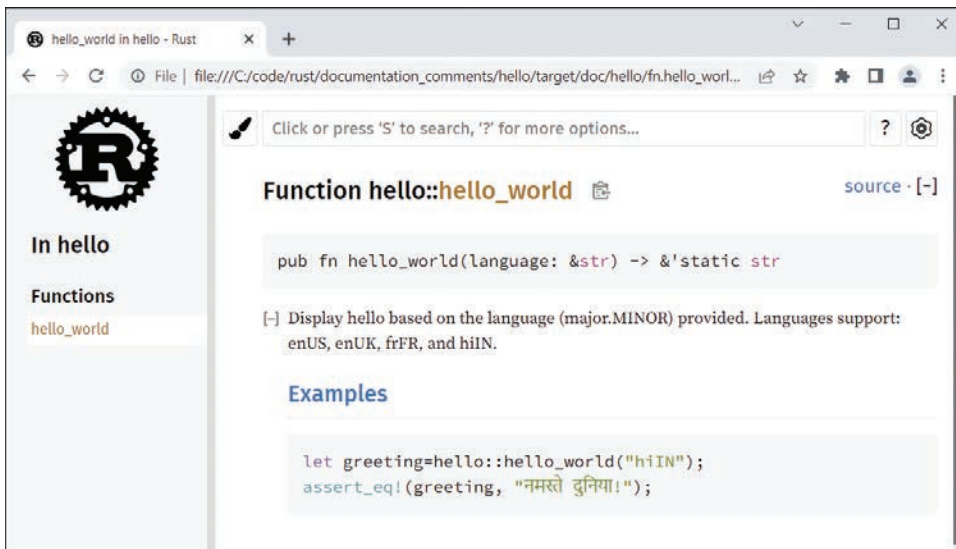 hello_world in hello - Rust
File | file:///C:/code/rust/documentation_comments/hello/target/doc/hello/fn.hello_worl...
Click or press ‘S’ to search, ‘?’ for more options...
?
R
In hello
Functions
hello_world
Function hello::hello_world
source · [-]
pub fn hello_world(language: &str) -> &'static str
[-] Display hello based on the language (major.MINOR) provided. Languages support:
enUS, enUK, frFR, and hiIN.
Examples
let greeting=hello::hello_world("hiIN");
assert_eq!(greeting, "नमस्ते दुनिया!");